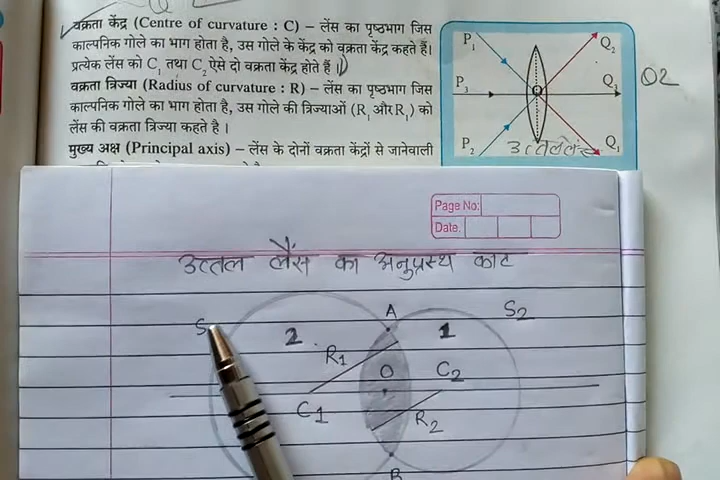 वक्रता केंद्र (Centre of curvature : C) – लेंस का पृष्ठभाग जिस
काल्पनिक गोले का भाग होता है, उस गोले के केंद्र को वक्रता केंद्र कहते हैं।
प्रत्येक लेंस को C₁ तथा C₂ ऐसे दो वक्रता केंद्र होते हैं ।
वक्रता त्रिज्या (Radius of curvature : R) – लेंस का पृष्ठभाग जिस
काल्पनिक गोले का भाग होता है, उस गोले की त्रिज्याओं (R₁ और R₁) को
लेंस की वक्रता त्रिज्या कहते है ।
मुख्य अक्ष (Principal axis) – लेंस के दोनों वक्रता केंद्रों से जानेवाली
P₁ Q₂
P₃ O Q₃ O2
P₂ Q₁
उत्तल लेंस
Page No:
Date.
उत्तल लेंस का अनुप्रस्थ काट
S A S₂
2 1
R₁ O C₂
C₁ R₂
B